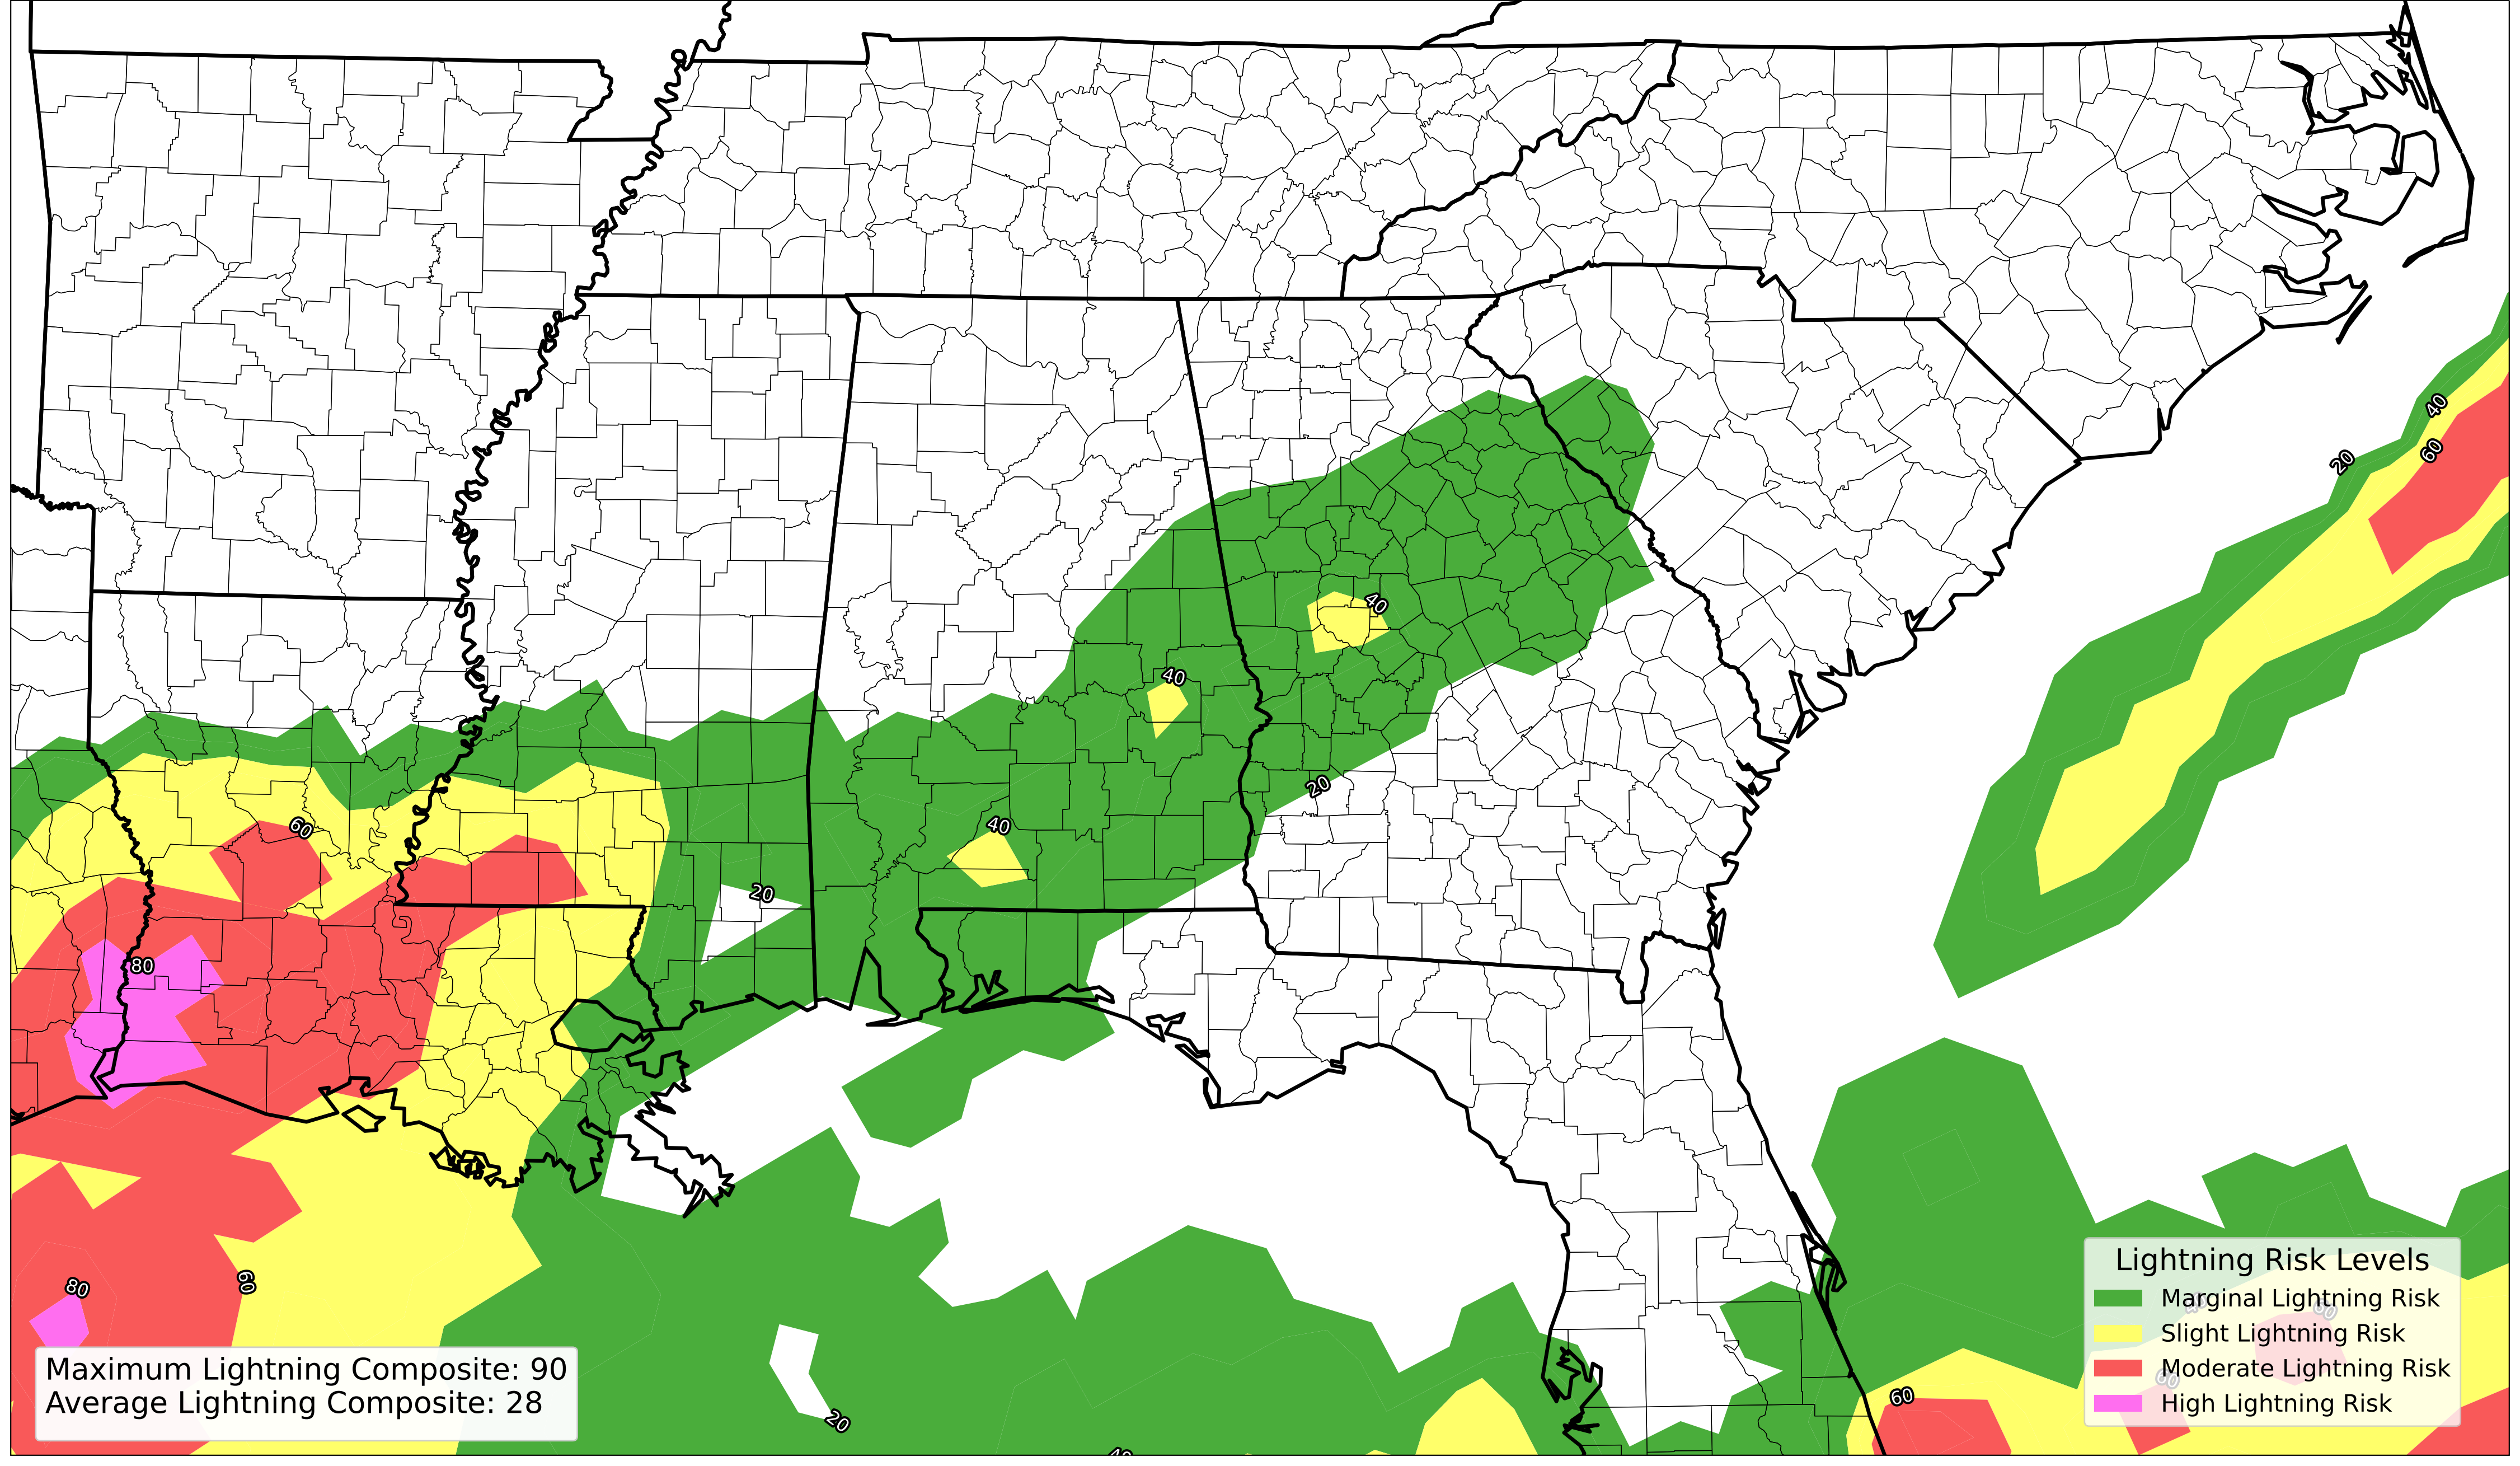 40
60
20
40
40
20
60
40
20
80
80
60
60
20
40
Lightning Risk Levels
Marginal Lightning Risk
Slight Lightning Risk
Moderate Lightning Risk
High Lightning Risk
Maximum Lightning Composite: 90
Average Lightning Composite: 28